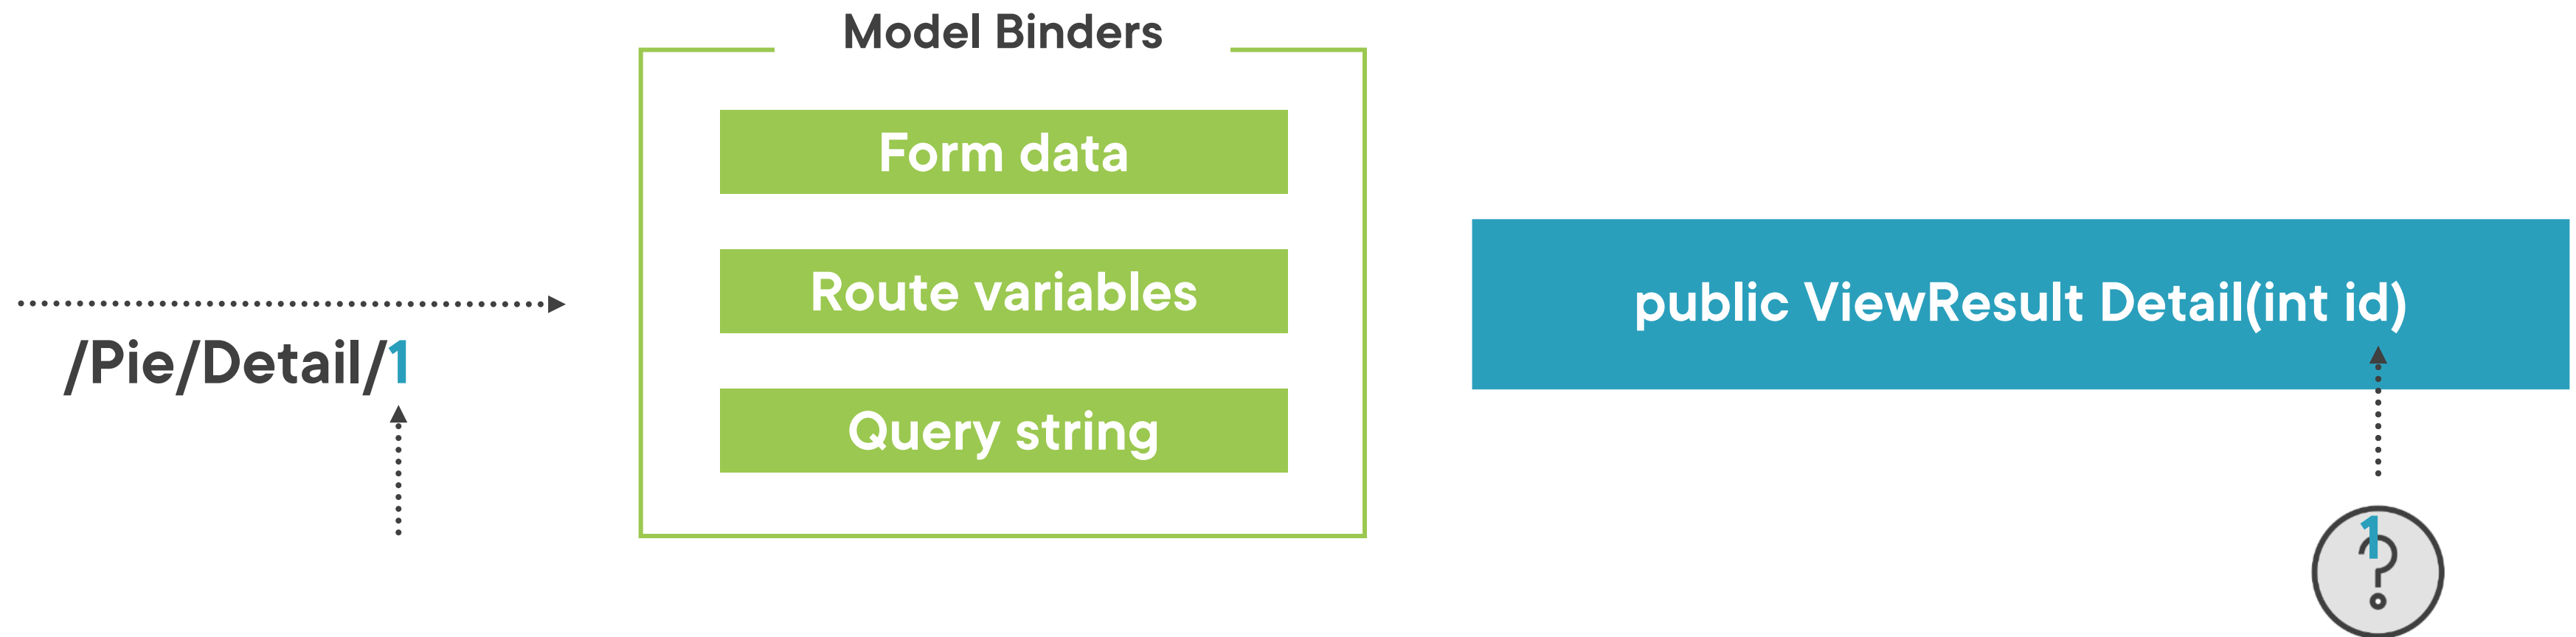 Model Binders
Form data
Route variables
Query string
/Pie/Detail/1
public ViewResult Detail(int id)
1
?